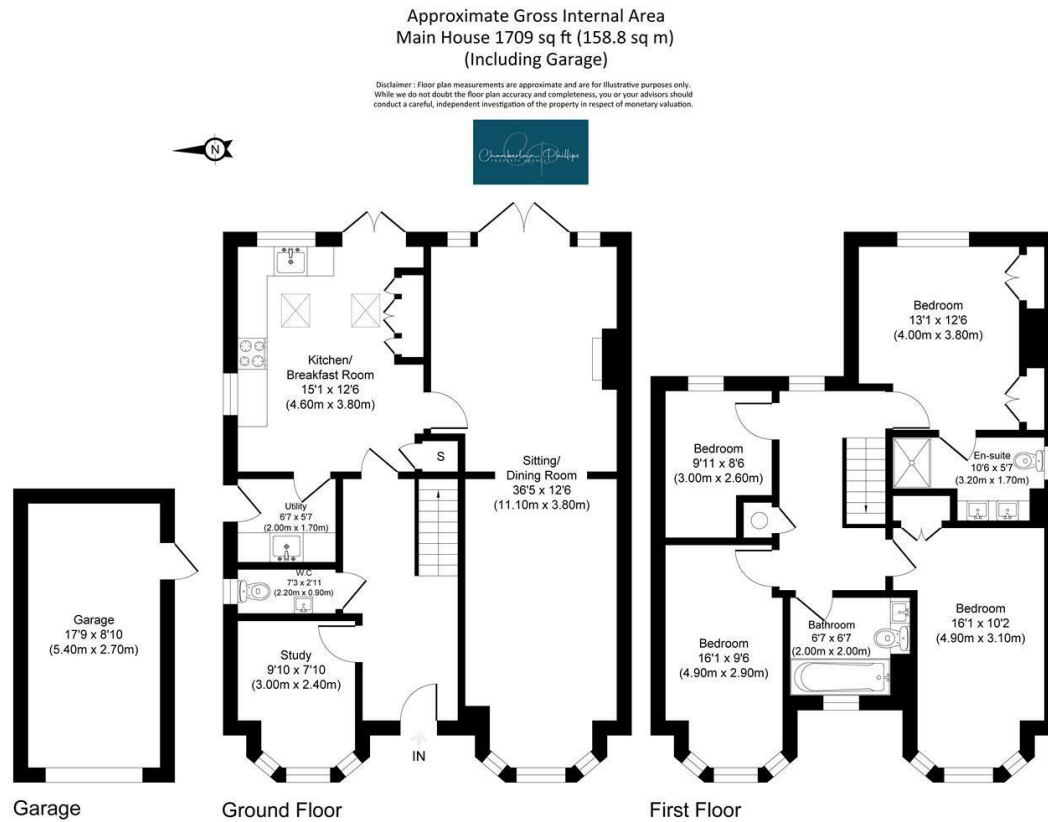 Approximate Gross Internal Area
Main House 1709 sq ft (158.8 sq m)
(Including Garage)
Disclaimer : Floor plan measurements are approximate and are for Illustrative purposes only.
While we do not doubt the floor plan accuracy and completeness, you or your advisors should
conduct a careful, independent investigation of the property in respect of monetary valuation.
Chamberlain Phillips
N
Kitchen/
Breakfast Room
15'1 x 12'6
(4.60m x 3.80m)
S
Sitting/
Dining Room
36'5 x 12'6
(11.10m x 3.80m)
Utility
6'7 x 5'7
(2.00m x 1.70m)
W.C
7'3 x 2'11
(2.20m x 0.90m)
Study
9'10 x 7'10
(3.00m x 2.40m)
IN
Garage
17'9 x 8'10
(5.40m x 2.70m)
Bedroom
13'1 x 12'6
(4.00m x 3.80m)
Bedroom
9'11 x 8'6
(3.00m x 2.60m)
En-suite
10'6 x 5'7
(3.20m x 1.70m)
Bedroom
16'1 x 9'6
(4.90m x 2.90m)
Bathroom
6'7 x 6'7
(2.00m x 2.00m)
Bedroom
16'1 x 10'2
(4.90m x 3.10m)
Garage
Ground Floor
First Floor